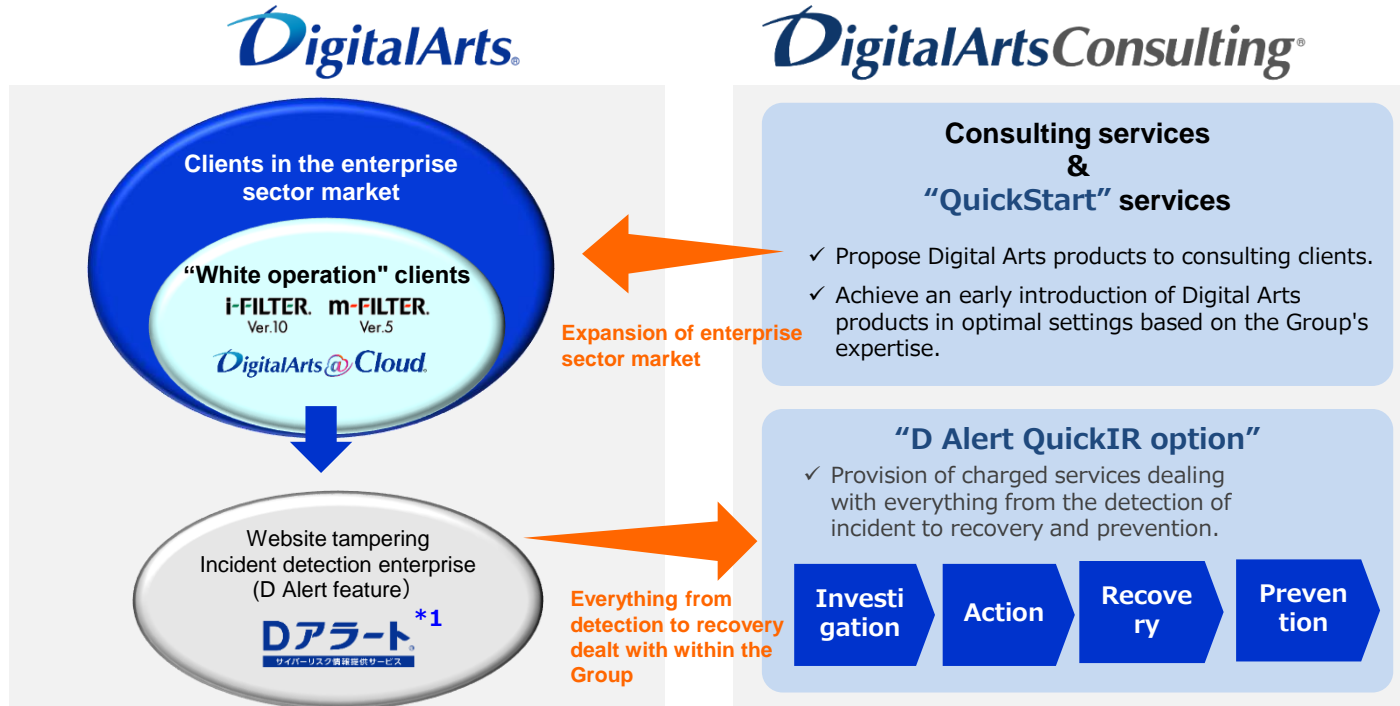 DigitalArts®
DigitalArtsConsulting®
Clients in the enterprise
sector market
“White operation" clients
i-FILTER. m-FILTER.
Ver.10 Ver.5
DigitalArts@Cloud.
Expansion of enterprise
sector market
Consulting services
&
“QuickStart” services
✓ Propose Digital Arts products to consulting clients.
✓ Achieve an early introduction of Digital Arts
products in optimal settings based on the Group's
expertise.
Website tampering
Incident detection enterprise
(D Alert feature）
Dアラート® *1
サイバーリスク情報提供サービス
Everything from
detection to recovery
dealt with within the
Group
“D Alert QuickIR option”
✓ Provision of charged services dealing
with everything from the detection of
incident to recovery and prevention.
Investi
gation
Action
Recove
ry
Preven
tion